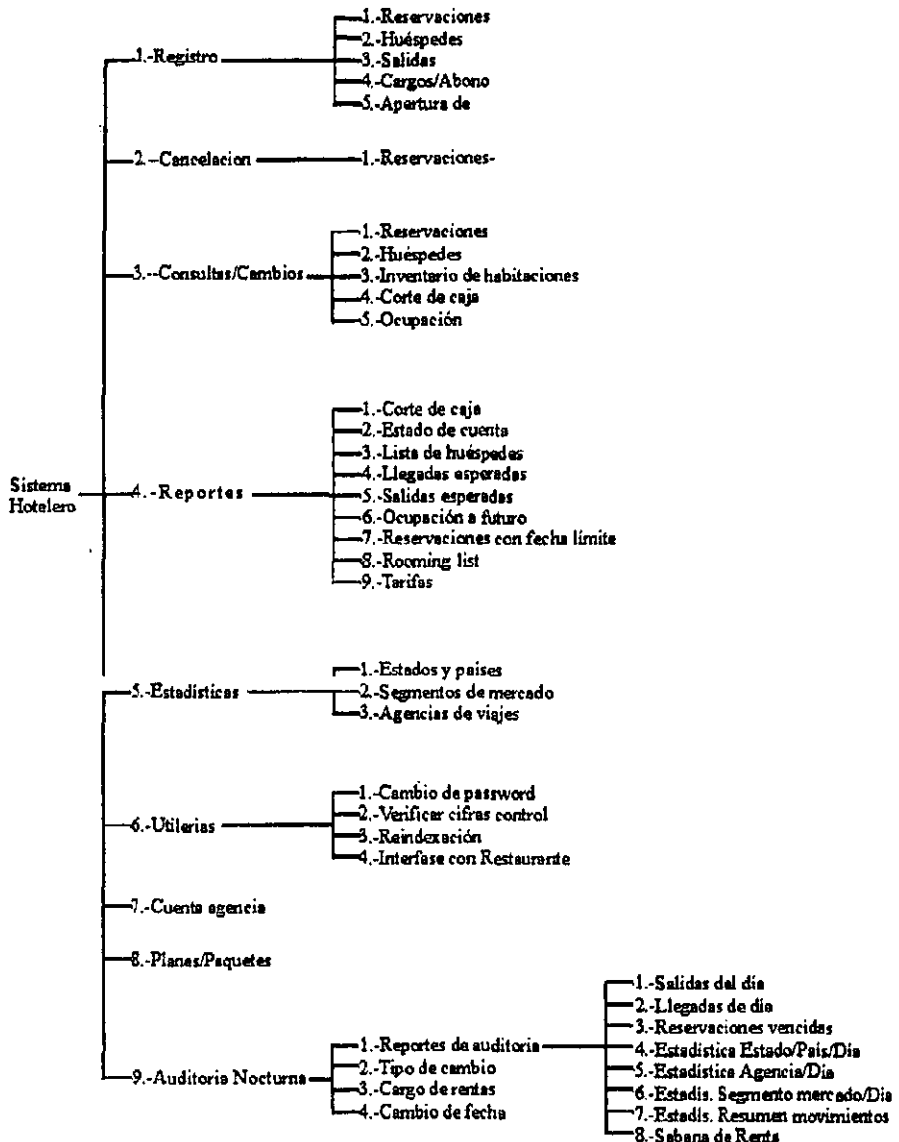 Sistema
Hotelero
1.-Registro
1.-Reservaciones
2.-Huéspedes
3.-Salidas
4.-Cargos/Abono
5.-Apertura de
2.--Cancelacion
1.-Reservaciones-
3.--Consultas/Cambios
1.-Reservaciones
2.-Huéspedes
3.-Inventario de habitaciones
4.-Corte de caja
5.-Ocupación
4.-Reportes
1.-Corte de caja
2.-Estado de cuenta
3.-Lista de huéspedes
4.-Llegadas esperadas
5.-Salidas esperadas
6.-Ocupación a futuro
7.-Reservaciones con fecha límite
8.-Rooming list
9.-Tarifas
5.-Estadísticas
1.-Estados y países
2.-Segmentos de mercado
3.-Agencias de viajes
6.-Utilerias
1.-Cambio de password
2.-Verificar cifras control
3.-Reindexación
4.-Interfase con Restaurante
7.-Cuenta agencia
8.-Planes/Paquetes
9.-Auditoria Nocturna
1.-Reportes de auditoria
2.-Tipo de cambio
3.-Cargo de rentas
4.-Cambio de fecha
1.-Salidas del día
2.-Llegadas de día
3.-Reservaciones vencidas
4.-Estadística Estado/País/Día
5.-Estadística Agencia/Día
6.-Estadis. Segmento mercado/Día
7.-Estadis. Resumen movimientos
8.-Sabana de Renta